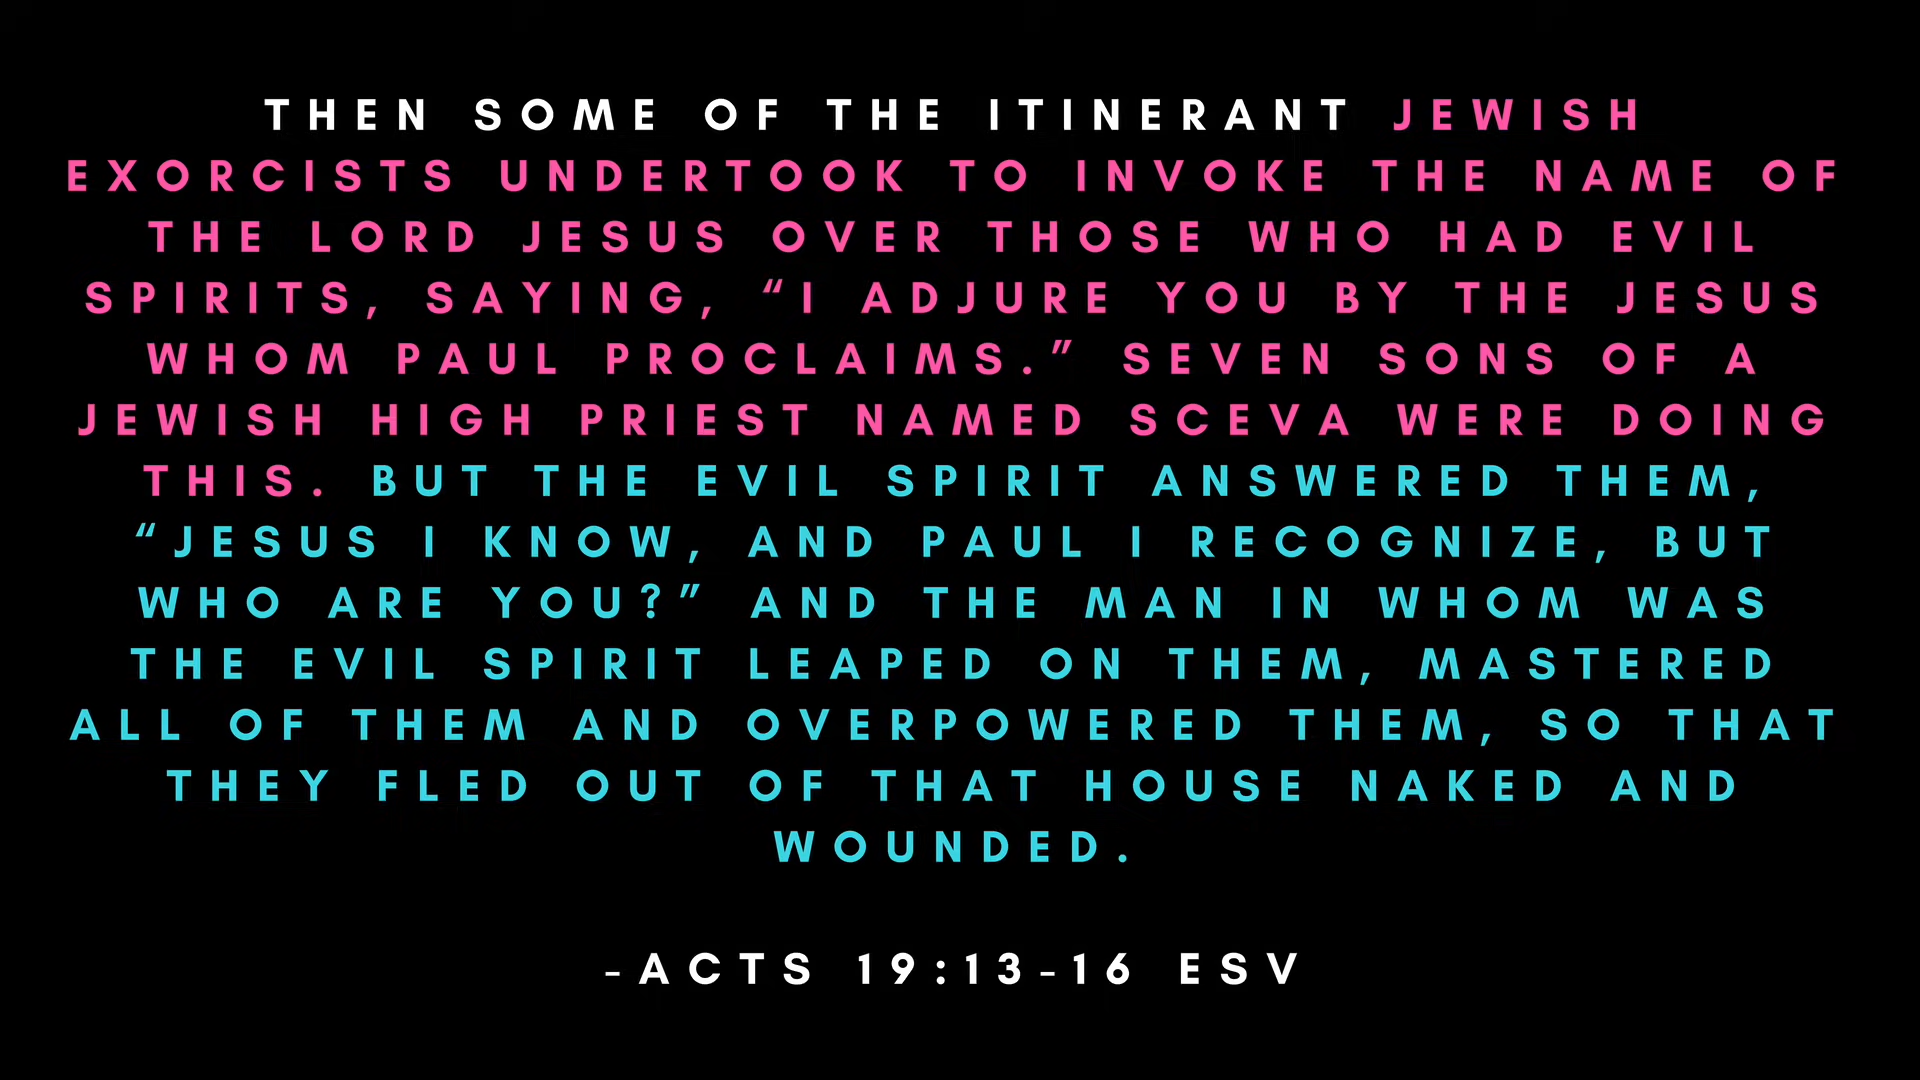 THEN SOME OF THE ITINERANT JEWISH
EXORCISTS UNDERTOOK TO INVOKE THE NAME OF
THE LORD JESUS OVER THOSE WHO HAD EVIL
SPIRITS, SAYING, “I ADJURE YOU BY THE JESUS
WHOM PAUL PROCLAIMS.” SEVEN SONS OF A
JEWISH HIGH PRIEST NAMED SCEVA WERE DOING
THIS. BUT THE EVIL SPIRIT ANSWERED THEM,
“JESUS I KNOW, AND PAUL I RECOGNIZE, BUT
WHO ARE YOU?” AND THE MAN IN WHOM WAS
THE EVIL SPIRIT LEAPED ON THEM, MASTERED
ALL OF THEM AND OVERPOWERED THEM, SO THAT
THEY FLED OUT OF THAT HOUSE NAKED AND
WOUNDED.
-ACTS 19:13-16 ESV